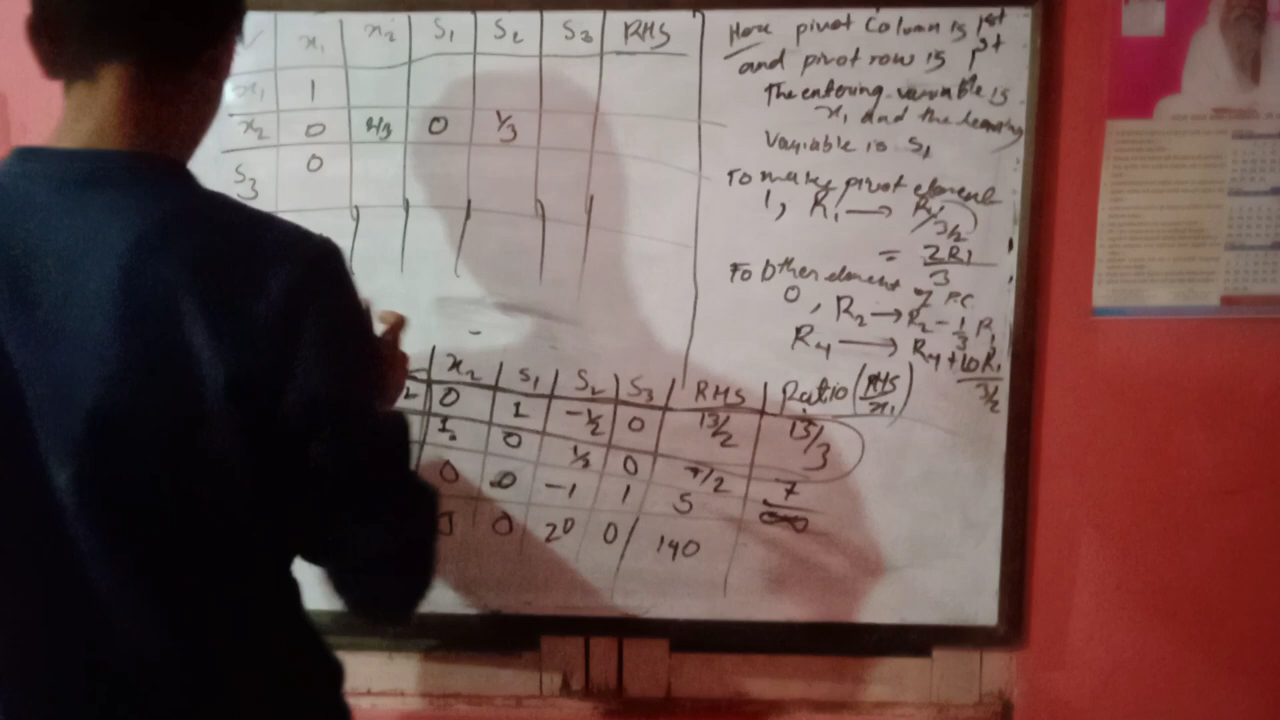 x₁ x₂ S₁ S₂ S₃ RHS
x₁ 1
x₂ 0 2/3 0 1/3
S₃ 0
Here pivot Column is 1st
and pivot row is 1st
The entering variable is
x₁ and the leaving
Variable is S₁
To make pivot element
1, R₁ → R₁/3/2
= 2R₁/3
To other element of P.C.
0, R₂ → R₂ - 1/3 R₁
R₄ → R₄ + 10R₁/3/2
x₂ S₁ S₂ S₃ RHS Ratio (RHS/x₁)
0 1 -1/2 0 13/2 13/3
1 0 0 7/2 7
0 0 -1 1 5 ∞
0 0 20 0 140